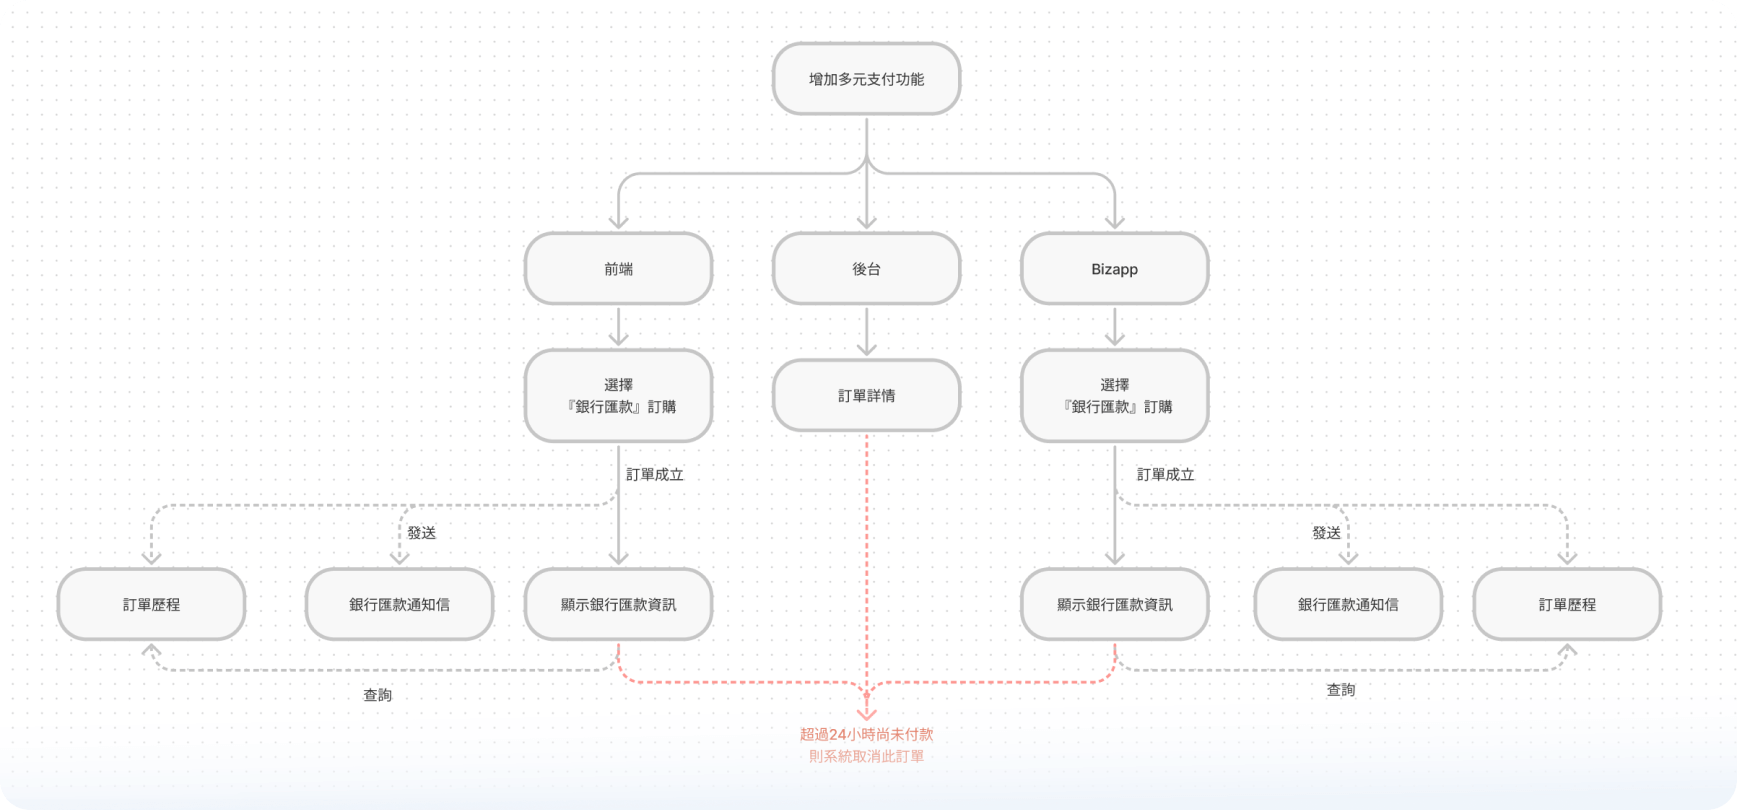 增加多元支付功能
前端
後台
Bizapp
選擇
『銀行匯款』訂購
訂單詳情
選擇
『銀行匯款』訂購
訂單成立
訂單成立
發送
發送
訂單歷程
銀行匯款通知信
顯示銀行匯款資訊
顯示銀行匯款資訊
銀行匯款通知信
訂單歷程
查詢
查詢
超過24小時尚未付款
則系統取消此訂單